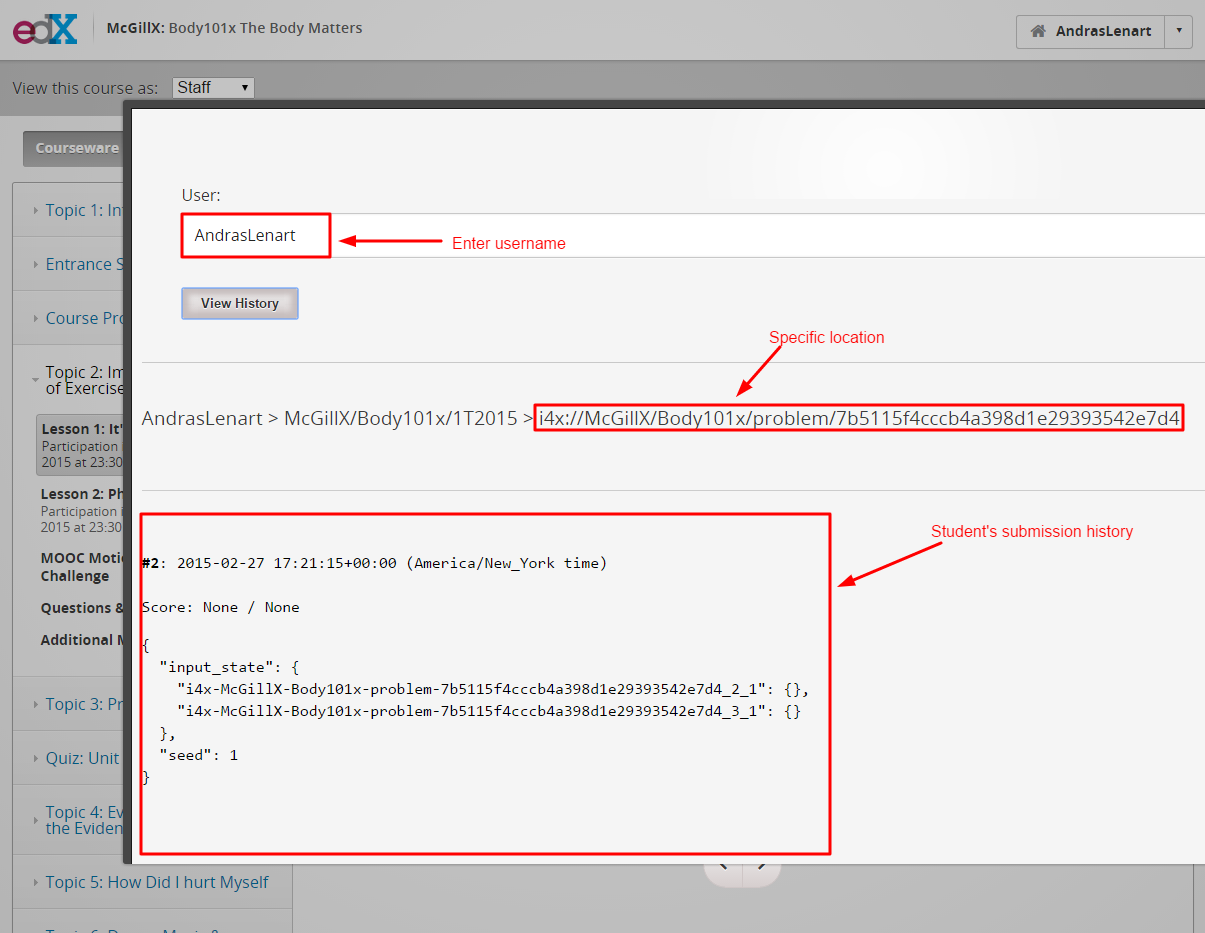 edX
McGillX: Body101x The Body Matters
AndrasLenart
View this course as: Staff
Courseware
Topic 1: In
Entrance S
Course Pro
Topic 2: Im
of Exercise
Lesson 1: It'
Participation i
2015 at 23:30
Lesson 2: Ph
Participation i
2015 at 23:30
MOOC Motiv
Challenge
Questions &
Additional M
Topic 3: Pr
Quiz: Unit
Topic 4: Ev
the Eviden
Topic 5: How Did I hurt Myself
User:
AndrasLenart
Enter username
View History
Specific location
AndrasLenart > McGillX/Body101x/1T2015 > i4x://McGillX/Body101x/problem/7b5115f4cccb4a398d1e29393542e7d4
Student's submission history
#2: 2015-02-27 17:21:15+00:00 (America/New_York time)
Score: None / None
{
"input_state": {
"i4x-McGillX-Body101x-problem-7b5115f4cccb4a398d1e29393542e7d4_2_1": {},
"i4x-McGillX-Body101x-problem-7b5115f4cccb4a398d1e29393542e7d4_3_1": {}
},
"seed": 1
}